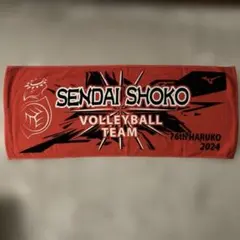 SENDAI SHOKO
VOLLEYBALL
TEAM
76th HARUKO
2024